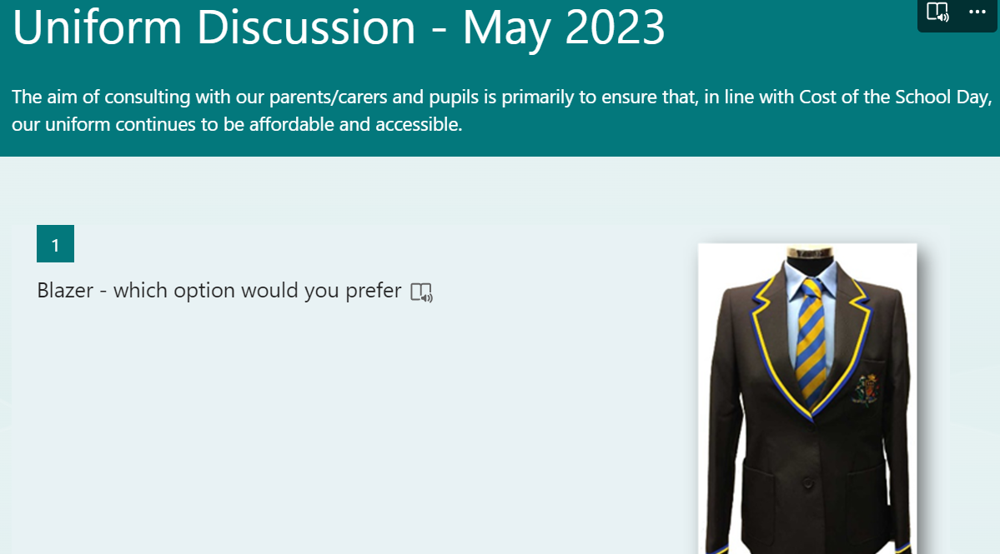 Uniform Discussion - May 2023
The aim of consulting with our parents/carers and pupils is primarily to ensure that, in line with Cost of the School Day,
our uniform continues to be affordable and accessible.
1
Blazer - which option would you prefer